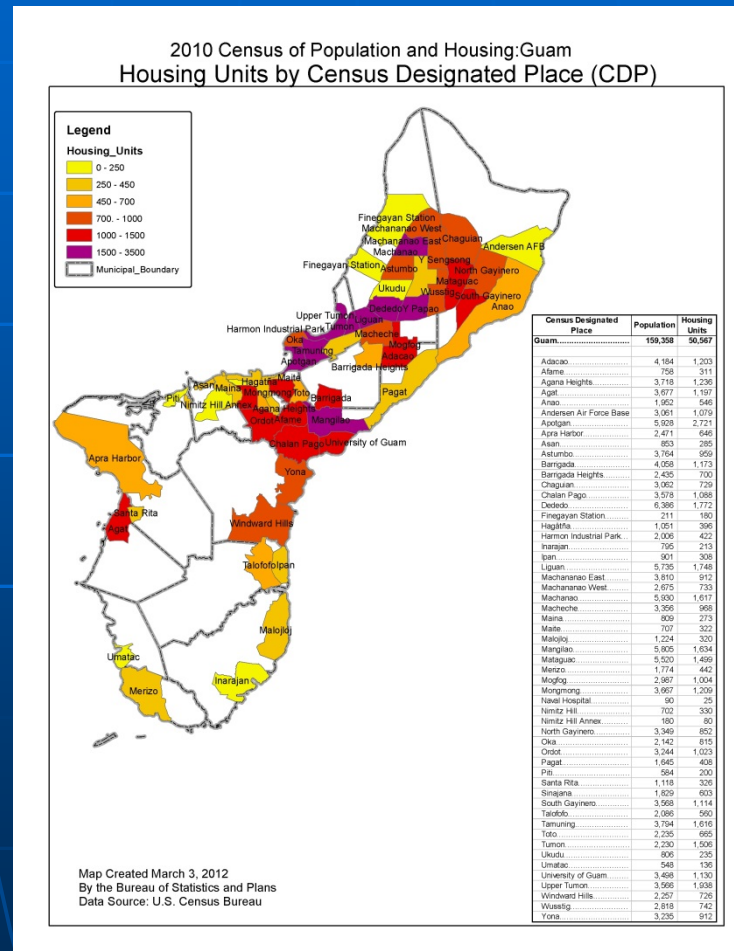 2010 Census of Population and Housing:Guam
Housing Units by Census Designated Place (CDP)
Legend
Housing_Units
0 - 250
250 - 450
450 - 700
700. - 1000
1000 - 1500
1500 - 3500
Municipal_Boundary
Finegayan Station
Machananao West
Machananao East
Chaguian
Andersen AFB
Machanao
Y Sengsong
Finegayan Station
Astumbo
North Gayinero
Mataguac
Ukudu
Wusstig
South Gayinero
Anao
Dededo
Y Papao
Upper Tumon
Liguan
Tumon
Harmon Industrial Park
Macheche
Oka
Mogfog
Tamuning
Adacao
Apotgan
Barrigada Heights
Maite
Hagåtña
Asan
Maina
Pagat
Piti
Mongmong
Toto
Barrigada
Nimitz Hill Annex
Agana Heights
Ordot
Afame
Mangilao
Chalan Pago
University of Guam
Apra Harbor
Yona
Santa Rita
Agat
Windward Hills
Talofofo
Ipan
Malojloj
Umatac
Inarajan
Merizo
Census Designated Place Population Housing Units
Guam............................ 159,358 50,567
Adacao 4,184 1,203
Afame 758 311
Agana Heights 3,718 1,236
Agat 3,677 1,197
Anao 1,952 546
Andersen Air Force Base 3,061 1,079
Apotgan 5,928 2,721
Apra Harbor 2,471 646
Asan 853 285
Astumbo 3,764 959
Barrigada 4,058 1,173
Barrigada Heights 2,435 700
Chaguian 3,062 729
Chalan Pago 3,578 1,088
Dededo 6,386 1,772
Finegayan Station 211 180
Hagåtña 1,051 396
Harmon Industrial Park 2,006 422
Inarajan 795 213
Ipan 901 308
Liguan 5,735 1,748
Machananao East 3,810 912
Machananao West 2,675 733
Machanao 5,930 1,617
Macheche 3,356 968
Maina 809 273
Maite 707 322
Malojloj 1,224 320
Mangilao 5,805 1,634
Mataguac 5,520 1,499
Merizo 1,774 442
Mogfog 2,987 1,004
Mongmong 3,667 1,209
Naval Hospital 90 25
Nimitz Hill 702 330
Nimitz Hill Annex 180 80
North Gayinero 3,349 852
Oka 2,142 815
Ordot 3,244 1,023
Pagat 1,645 408
Piti 584 200
Santa Rita 1,118 326
Sinajana 1,829 603
South Gayinero 3,568 1,114
Talofofo 2,086 560
Tamuning 3,794 1,616
Toto 2,235 665
Tumon 2,230 1,506
Ukudu 806 235
Umatac 548 136
University of Guam 3,498 1,130
Upper Tumon 3,566 1,938
Windward Hills 2,257 726
Wusstig 2,818 742
Yona 3,235 912
Map Created March 3, 2012
By the Bureau of Statistics and Plans
Data Source: U.S. Census Bureau